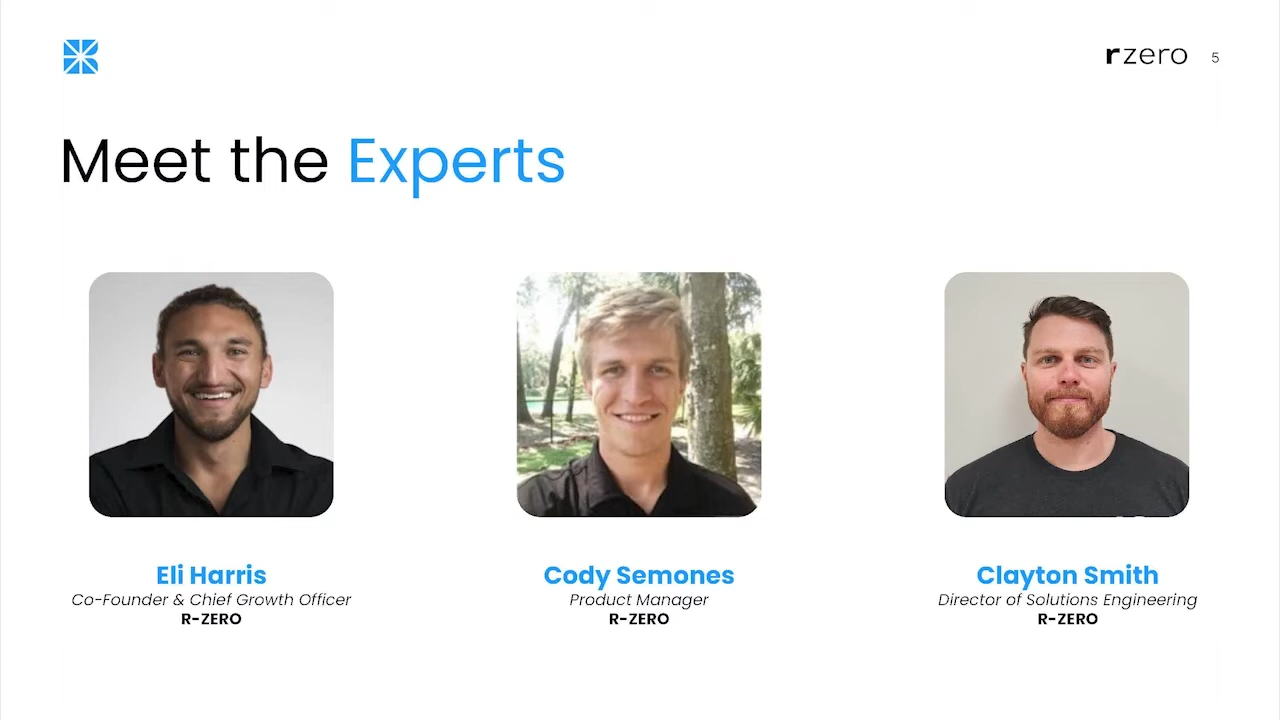 rzero 5
Meet the Experts
Eli Harris
Co-Founder & Chief Growth Officer
R-ZERO
Cody Semones
Product Manager
R-ZERO
Clayton Smith
Director of Solutions Engineering
R-ZERO